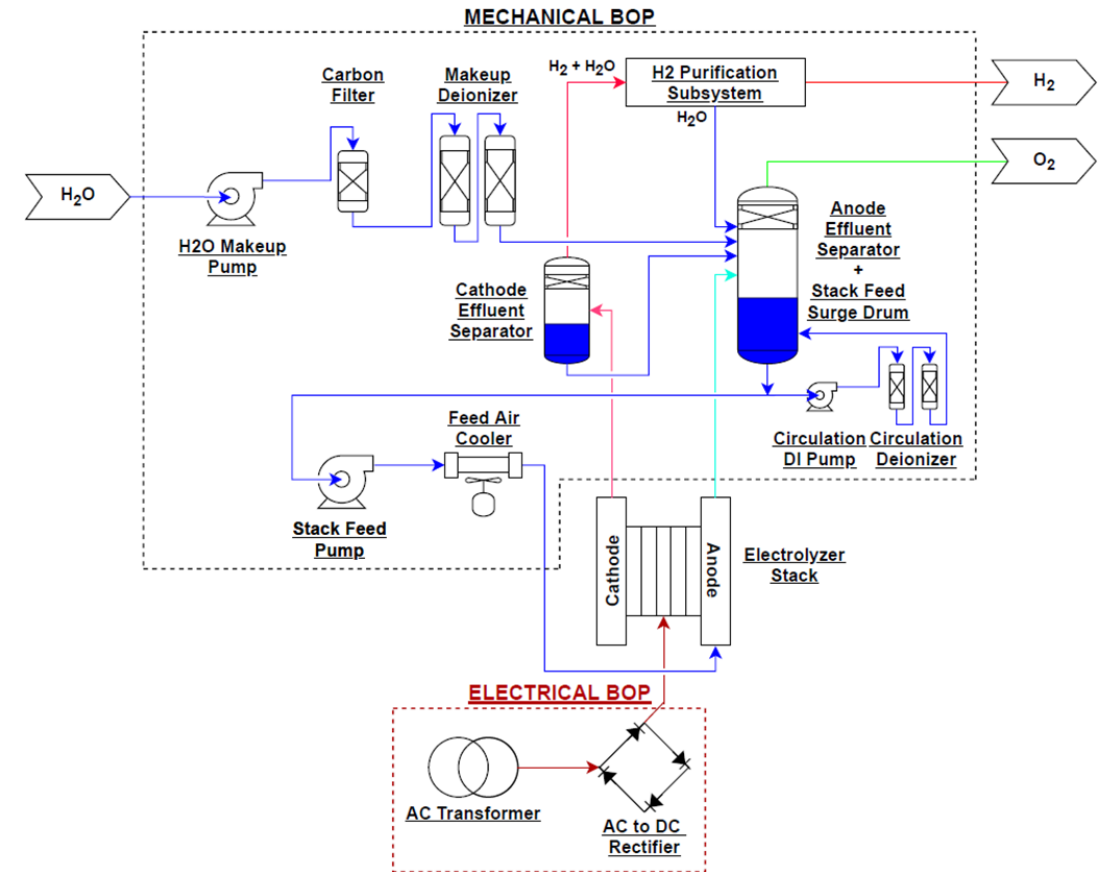 MECHANICAL BOP
Carbon
Filter
Makeup
Deionizer
H₂ + H₂O
H2 Purification
Subsystem
H₂
H₂O
O₂
H₂O
H2O Makeup
Pump
Cathode
Effluent
Separator
Anode
Effluent
Separator
+
Stack Feed
Surge Drum
Feed Air
Cooler
Circulation
DI Pump
Circulation
Deionizer
Stack Feed
Pump
Cathode
Anode
Electrolyzer
Stack
ELECTRICAL BOP
AC Transformer
AC to DC
Rectifier